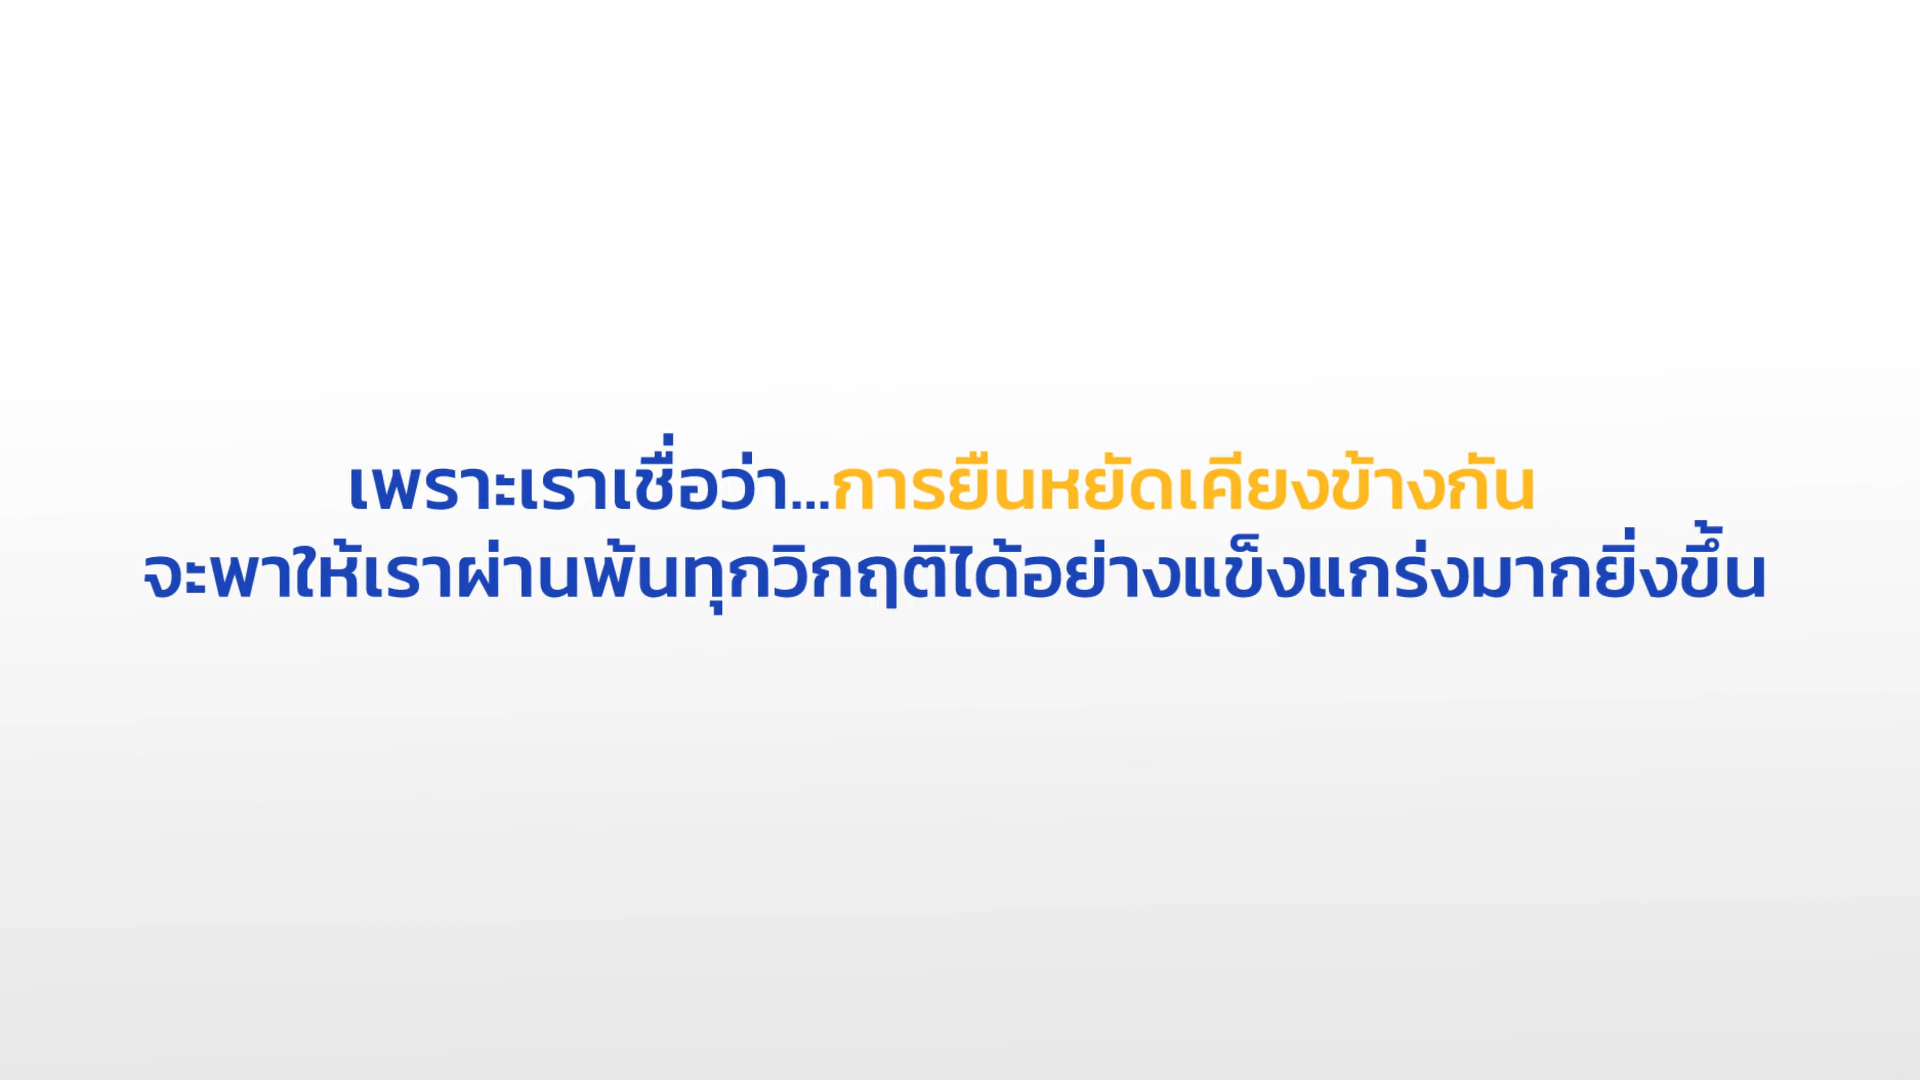 เพราะเราเชื่อว่า...การยืนหยัดเคียงข้างกัน
จะพาให้เราผ่านพ้นทุกวิกฤติได้อย่างแข็งแกร่งมากยิ่งขึ้น